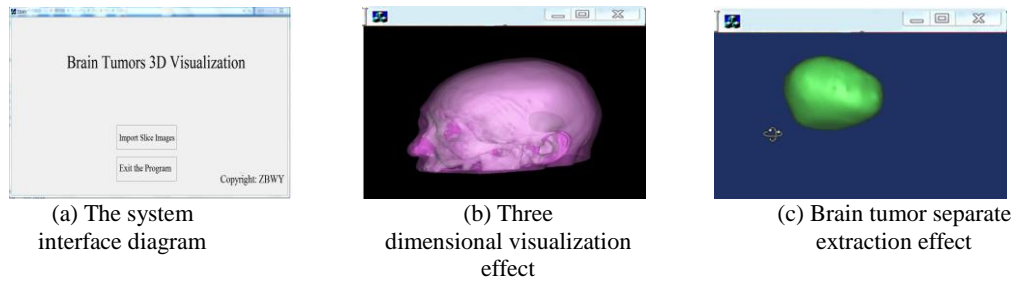 Brain Tumors 3D Visualization
Import Slice Images
Exit the Program
Copyright: ZBWY
(a) The system
interface diagram
(b) Three
dimensional visualization
effect
(c) Brain tumor separate
extraction effect